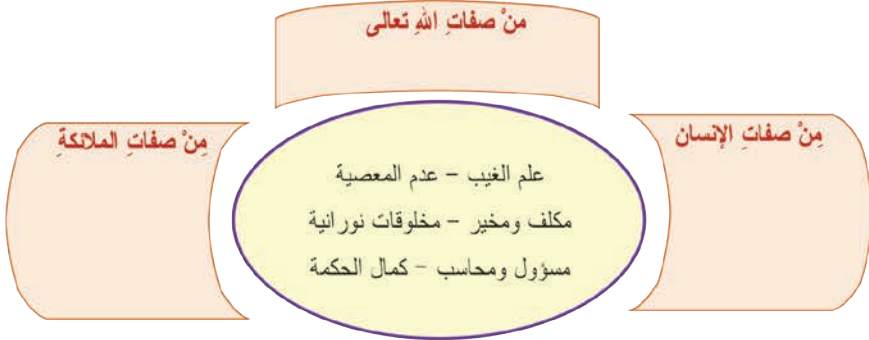 منْ صفاتِ اللهِ تعالى
مِنْ صفاتِ الإنسان
مِنْ صفاتِ الملائكةِ
علم الغيب – عدم المعصية
مكلف ومخير – مخلوقات نورانية
مسؤول ومحاسب – كمال الحكمة